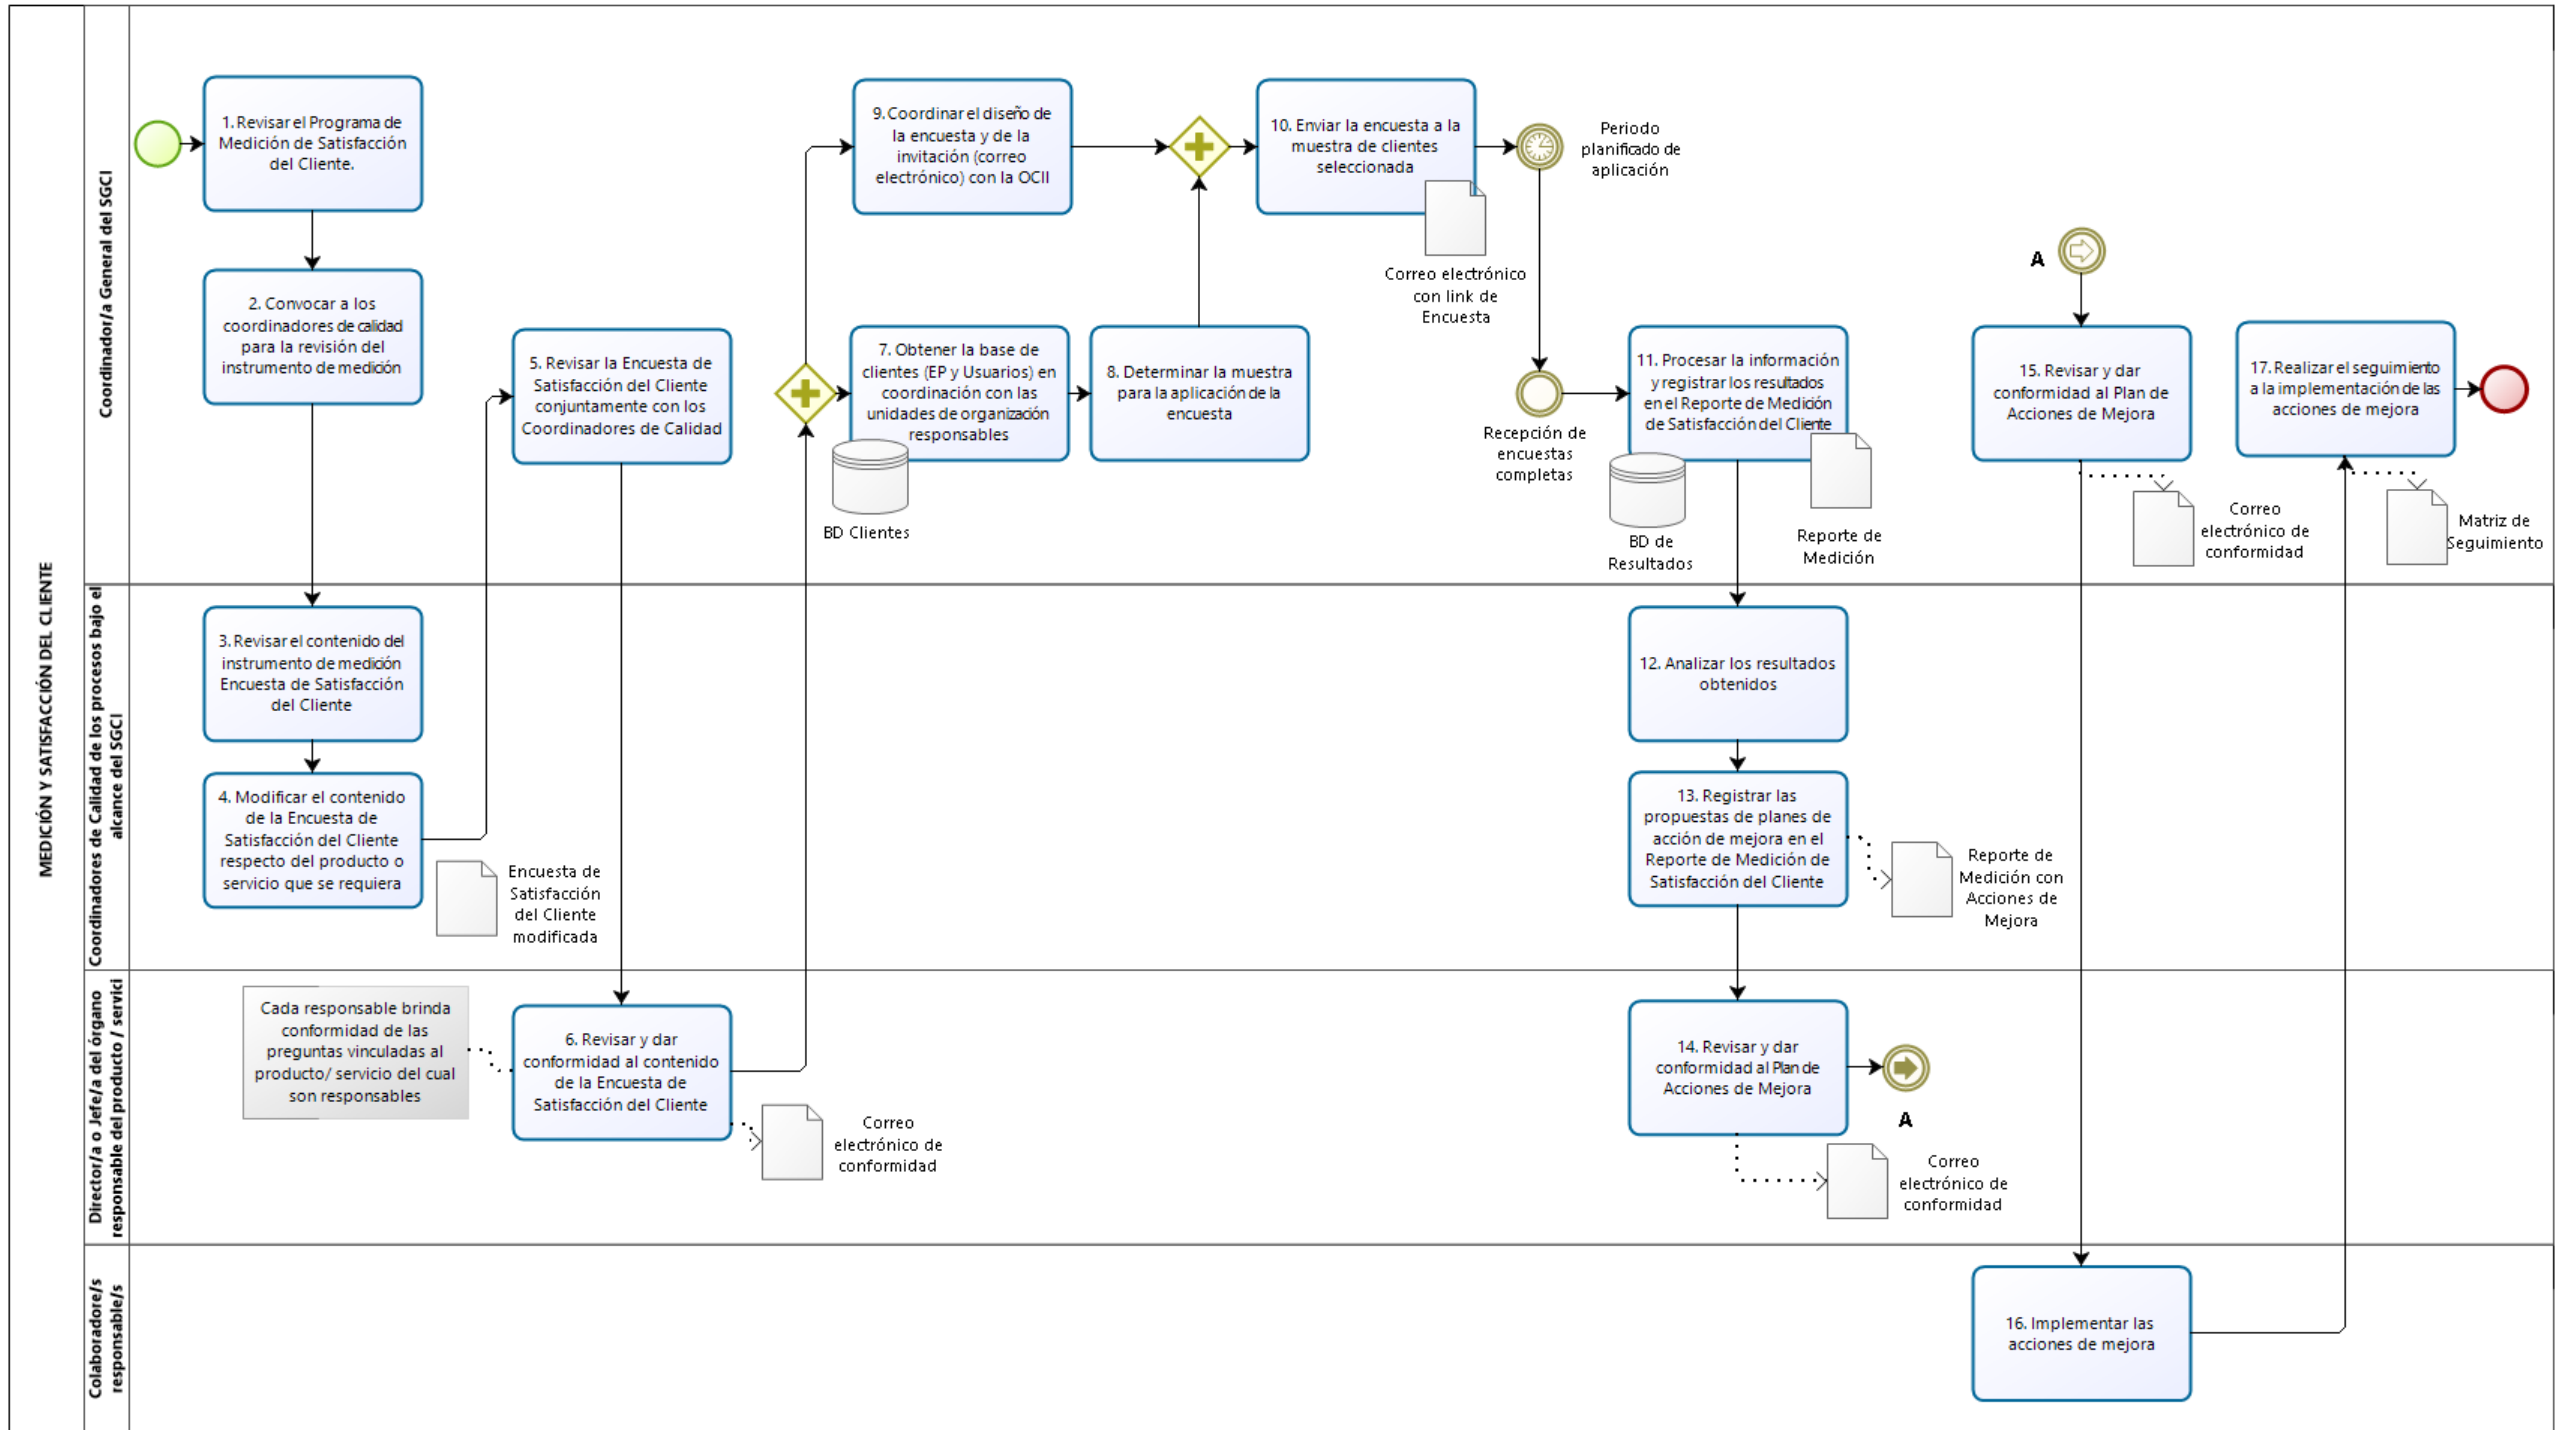 MEDICIÓN Y SATISFACCIÓN DEL CLIENTE
Coordinador/a General del SGCI
1. Revisar el Programa de
Medición de Satisfacción
del Cliente.
2. Convocar a los
coordinadores de calidad
para la revisión del
instrumento de medición
5. Revisar la Encuesta de
Satisfacción del Cliente
conjuntamente con los
Coordinadores de Calidad
9. Coordinar el diseño de
la encuesta y de la
invitación (correo
electrónico) con la OCII
7. Obtener la base de
clientes (EP y Usuarios) en
coordinación con las
unidades de organización
responsables
BD Clientes
8. Determinar la muestra
para la aplicación de la
encuesta
10. Enviar la encuesta a la
muestra de clientes
seleccionada
Correo electrónico
con link de
Encuesta
Periodo
planificado de
aplicación
Recepción de
encuestas
completas
11. Procesar la información
y registrar los resultados
en el Reporte de Medición
de Satisfacción del Cliente
BD de
Resultados
Reporte de
Medición
A
15. Revisar y dar
conformidad al Plan de
Acciones de Mejora
Correo
electrónico de
conformidad
17. Realizar el seguimiento
a la implementación de las
acciones de mejora
Matriz de
Seguimiento
Coordinadores de Calidad de los procesos bajo el
alcance del SGCI
3. Revisar el contenido del
instrumento de medición
Encuesta de Satisfacción
del Cliente
4. Modificar el contenido
de la Encuesta de
Satisfacción del Cliente
respecto del producto o
servicio que se requiera
Encuesta de
Satisfacción
del Cliente
modificada
12. Analizar los resultados
obtenidos
13. Registrar las
propuestas de planes de
acción de mejora en el
Reporte de Medición de
Satisfacción del Cliente
Reporte de
Medición con
Acciones de
Mejora
Director/a o Jefe/a del órgano
responsable del producto / servici
Cada responsable brinda
conformidad de las
preguntas vinculadas al
producto/ servicio del cual
son responsables
6. Revisar y dar
conformidad al contenido
de la Encuesta de
Satisfacción del Cliente
Correo
electrónico de
conformidad
14. Revisar y dar
conformidad al Plan de
Acciones de Mejora
A
Correo
electrónico de
conformidad
Colaboradore/s
responsable/s
16. Implementar las
acciones de mejora